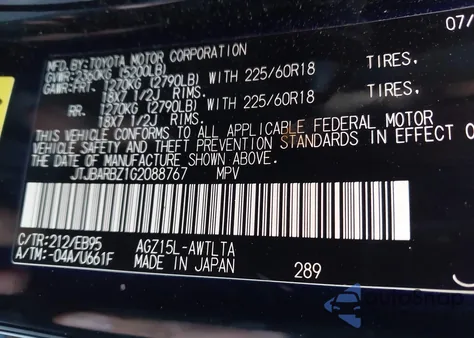 07/
MFD.BY:TOYOTA MOTOR CORPORATION
GVWR:2360KG (5200LB)
GAWR:FRT. 1270KG (2790LB) WITH 225/60R18 TIRES,
18X7 1/2J RIMS.
RR. 1270KG (2790LB) WITH 225/60R18 TIRES,
18X7 1/2J RIMS.
THIS VEHICLE CONFORMS TO ALL APPLICABLE FEDERAL MOTOR
VEHICLE SAFETY AND THEFT PREVENTION STANDARDS IN EFFECT O
THE DATE OF MANUFACTURE SHOWN ABOVE.
JTJBARBZ1G2088767 MPV
C/TR:212/EB95 AGZ15L-AWTLTA
A/TM:-04A/U661F MADE IN JAPAN 289
AutoSnap